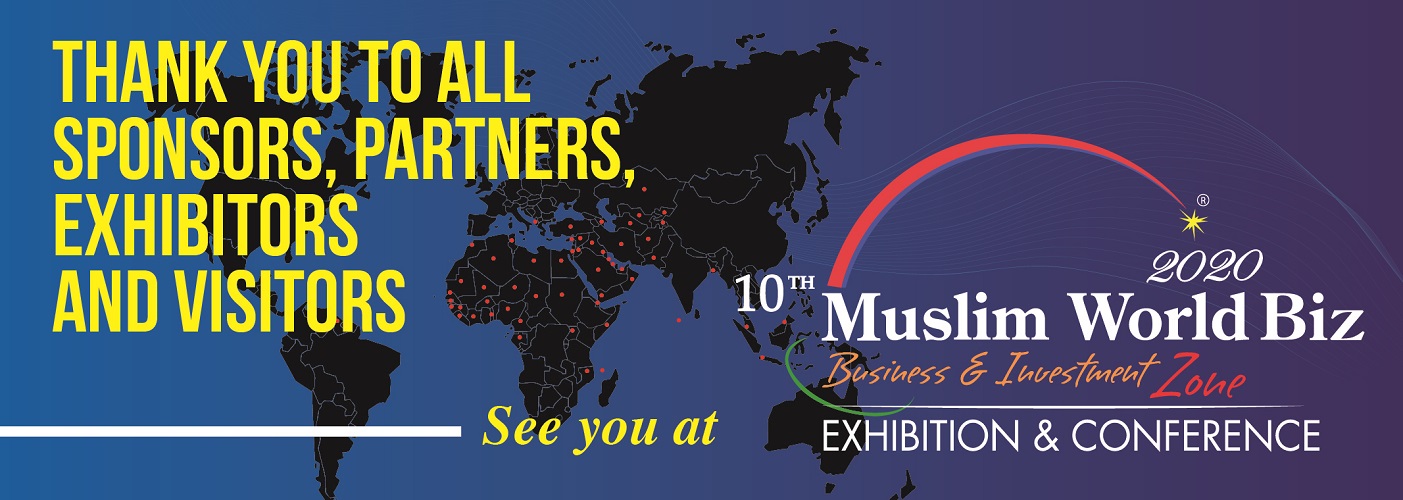 THANK YOU TO ALL
SPONSORS, PARTNERS,
EXHIBITORS
AND VISITORS
See you at
®
2020
10TH Muslim World Biz
Business & Investment Zone
EXHIBITION & CONFERENCE